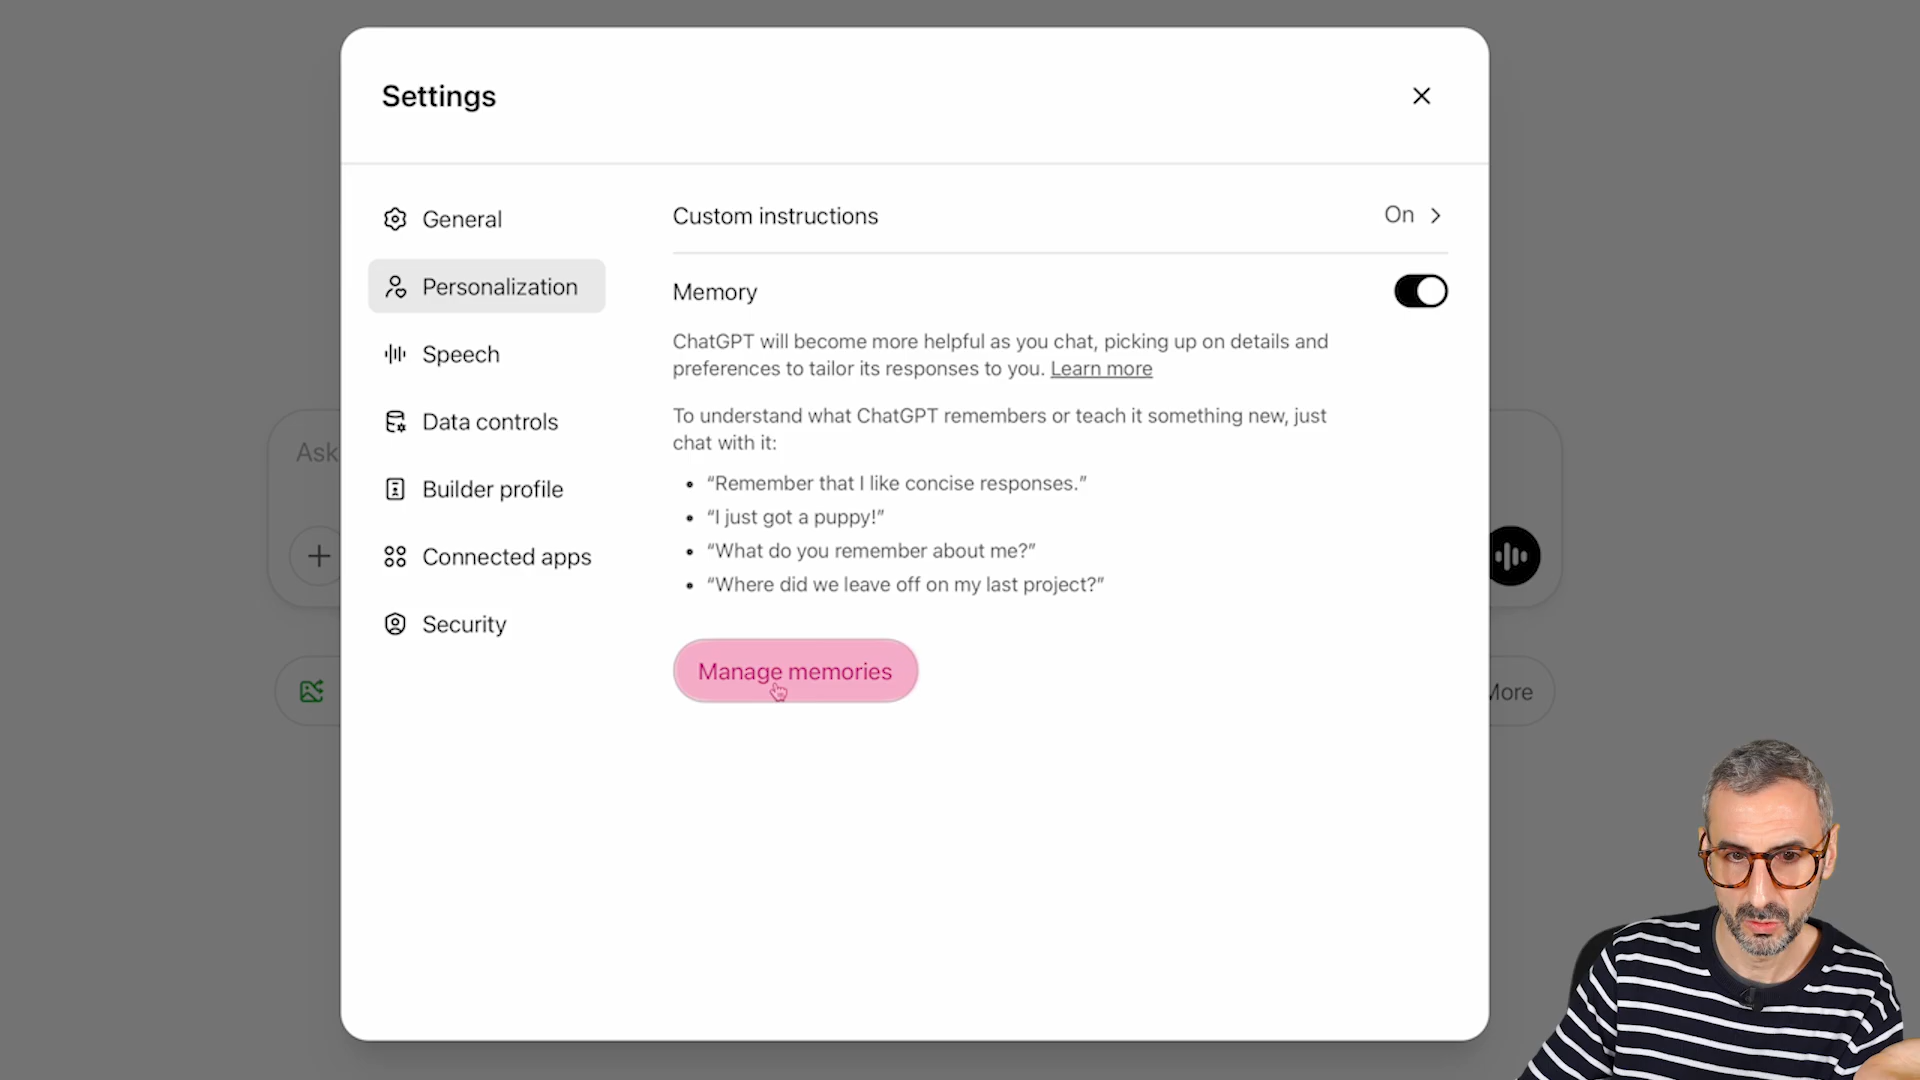 Settings
General
Personalization
Speech
Data controls
Builder profile
Connected apps
Security
Custom instructions
On
Memory
ChatGPT will become more helpful as you chat, picking up on details and
preferences to tailor its responses to you. Learn more
To understand what ChatGPT remembers or teach it something new, just
chat with it:
“Remember that I like concise responses.”
“I just got a puppy!”
“What do you remember about me?”
“Where did we leave off on my last project?”
Manage memories
Ask
More